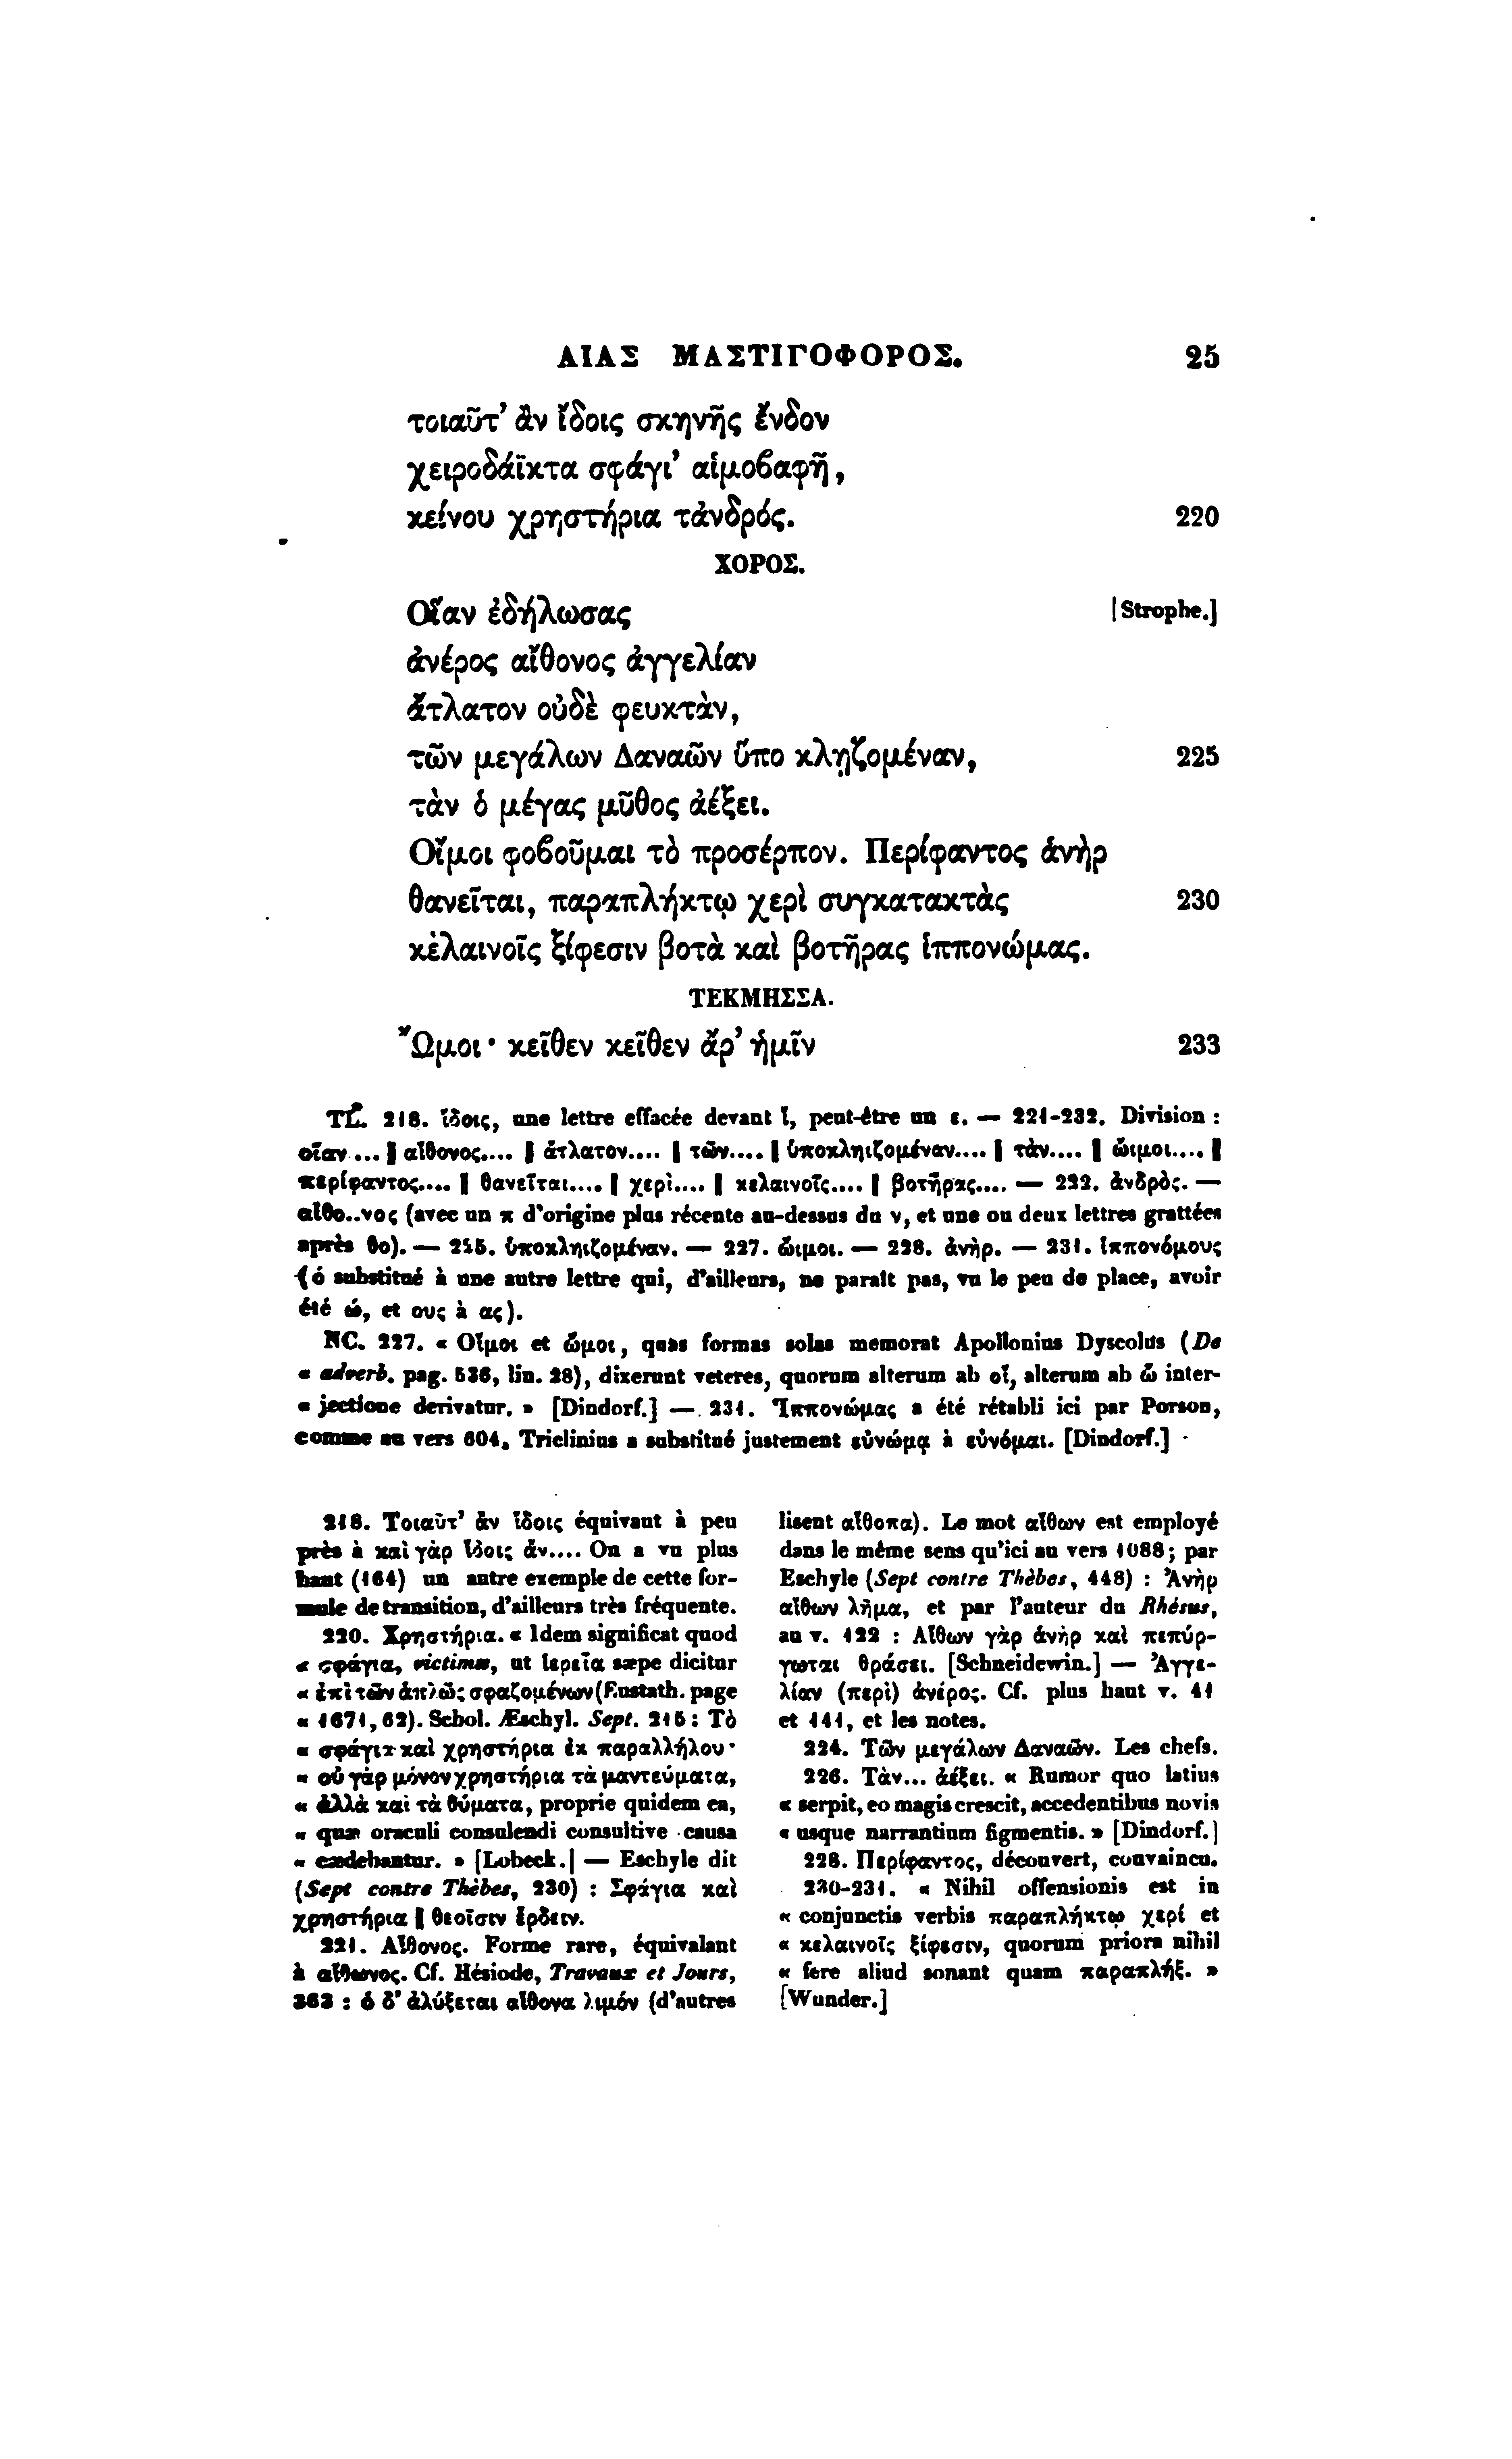 ΑΙΑΣ ΜΑΣΤΙΓΟΦΟΡΟΣ. 25
τοιαῦτ’ ἂν ἴδοις σκηνῆς ἔνδον
χειροδάϊκτα σφάγι’ αἱμοϐαφῆ,
κείνου χρηστήρια τἀνδρός. 220
ΧΟΡΟΣ.
Οἵαν ἐδήλωσας [Strophe.]
ἀνέρος αἴθονος ἀγγελίαν
ἄτλατον οὐδὲ φευκτὰν,
τῶν μεγάλων Δαναῶν ὕπο κλῃζομέναν, 225
τὰν ὁ μέγας μῦθος ἀέξει.
Οἴμοι φοϐοῦμαι τὸ προσέρπον. Περίφαντος ἁνὴρ
θανεῖται, παραπλήκτῳ χερὶ συγκατακτὰς 230
κελαινοῖς ξίφεσιν βοτὰ καὶ βοτῆρας ἱππονώμας.
ΤΕΚΜΗΣΣΑ.
Ὤμοι· κεῖθεν κεῖθεν ἄρ’ ἡμῖν 233
TL. 218. ἴδοις, une lettre effacée devant ἴ, peut-être un ε. — 221-232. Division :
οἵαν.... || αἴθονος.... || ἄτλατον.... || τῶν.... || ὑποκληιζομέναν.... || τὰν.... || ὤιμοι.... ||
περίφαντος.... || θανεῖται.... || χερὶ.... || κελαινοῖς.... || βοτῆρας.... — 222. ἀνδρὸς. —
αἴθο..νος (avec un π d'origine plus récente au-dessus du ν, et une ou deux lettres grattées
après θο). — 225. ὑποκληιζομέναν. — 227. ὤιμοι. — 228. ἀνὴρ. — 231. ἱππονόμους
(ό substitué à une autre lettre qui, d'ailleurs, ne paraît pas, vu le peu de place, avoir
été ώ, et ους à ας).
NC. 227. « Οἴμοι et ὤμοι, quas formas solas memorat Apollonius Dyscolus (De
« adverb. pag. 536, lin. 28), dixerunt veteres, quorum alterum ab οἴ, alterum ab ὤ inter-
« jectione derivatur. » [Dindorf.] — 231. Ἱππονώμας a été rétabli ici par Porson,
comme au vers 604, Triclinius a substitué justement εὐνώμᾳ à εὐνόμαι. [Dindorf.]
218. Τοιαῦτ’ ἂν ἴδοις équivaut à peu
près à καὶ γὰρ ἴδοις ἄν.... On a vu plus
haut (164) un autre exemple de cette for-
mule de transition, d'ailleurs très fréquente.
220. Χρηστήρια. « Idem significat quod
« σφάγια, victimæ, ut ἱερεῖα sæpe dicitur
« ἐπὶ τῶν ἁπλῶς σφαζομένων (Eustath. page
« 1671, 62). Schol. Æschyl. Sept. 215 : Τὸ
« σφάγια καὶ χρηστήρια ἐκ παραλλήλου·
« οὐ γὰρ μόνον χρηστήρια τὰ μαντεύματα,
« ἀλλὰ καὶ τὰ θύματα, proprie quidem ea,
« quæ oraculi consulendi consultive causa
« cædebantur. » [Lobeck.] — Eschyle dit
(Sept contre Thèbes, 230) : Σφάγια καὶ
χρηστήρια || θεοῖσιν ἔρδειν.
221. Αἴθονος. Forme rare, équivalant
à αἴθωνος. Cf. Hésiode, Travaux et Jours,
363 : ὁ δ’ ἀλύξεται αἴθονα λιμόν (d'autres
lisent αἴθοπα). Le mot αἴθων est employé
dans le même sens qu'ici au vers 1088; par
Eschyle (Sept contre Thèbes, 448) : Ἀνὴρ
αἴθων λῆμα, et par l'auteur du Rhésus,
au v. 122 : Αἴθων γὰρ ἁνὴρ καὶ πεπύρ-
γωται θράσει. [Schneidewin.] — Ἀγγε-
λίαν (περὶ) ἀνέρος. Cf. plus haut v. 41
et 141, et les notes.
224. Τῶν μεγάλων Δαναῶν. Les chefs.
226. Τὰν... ἀέξει. « Rumor quo latius
« serpit, eo magis crescit, accedentibus novis
« usque narrantium figmentis. » [Dindorf.]
228. Περίφαντος, découvert, convaincu.
230-231. « Nihil offensionis est in
« conjunctis verbis παραπλήκτῳ χερί et
« κελαινοῖς ξίφεσιν, quorum priora nihil
« fere aliud sonant quam παραπλήξ. »
[Wunder.]